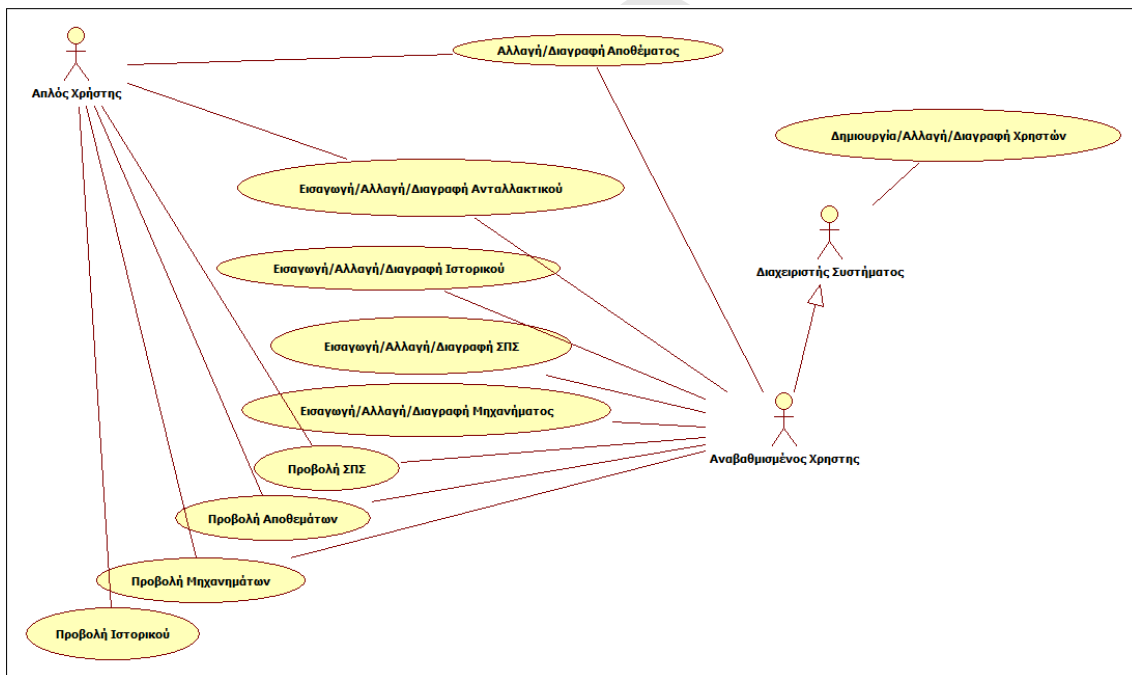 Αλλαγή/Διαγραφή Αποθέματος
Απλός Χρήστης
Δημιουργία/Αλλαγή/Διαγραφή Χρηστών
Εισαγωγή/Αλλαγή/Διαγραφή Ανταλλακτικού
Εισαγωγή/Αλλαγή/Διαγραφή Ιστορικού
Διαχειριστής Συστήματος
Εισαγωγή/Αλλαγή/Διαγραφή ΣΠΣ
Εισαγωγή/Αλλαγή/Διαγραφή Μηχανήματος
Αναβαθμισμένος Χρηστης
Προβολή ΣΠΣ
Προβολή Αποθεμάτων
Προβολή Μηχανημάτων
Προβολή Ιστορικού